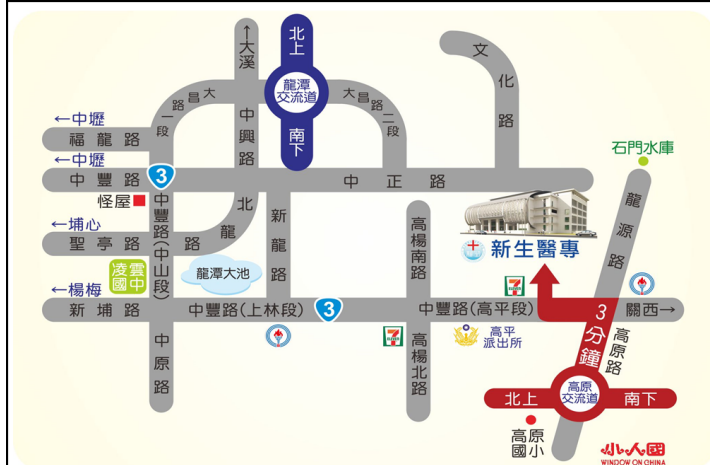 北上
龍潭
交流道
南下
←大溪
中興路
大昌路一段
大昌路二段
文化路
←中壢
福龍路
←中壢
中豐路
3
中正路
石門水庫
怪屋
中豐路(中山段)
北龍路
新龍路
高楊南路
新生醫專
龍源路
←埔心
聖亭路
凌雲
國中
龍潭大池
←楊梅
新埔路
中豐路(上林段)
3
中豐路(高平段)
7
ELEVEN
關西→
3分鐘
中原路
7
ELEVEN
高楊北路
高平
派出所
高原路
高原
交流道
北上
南下
高原
國小
小人國
WINDOW ON CHINA